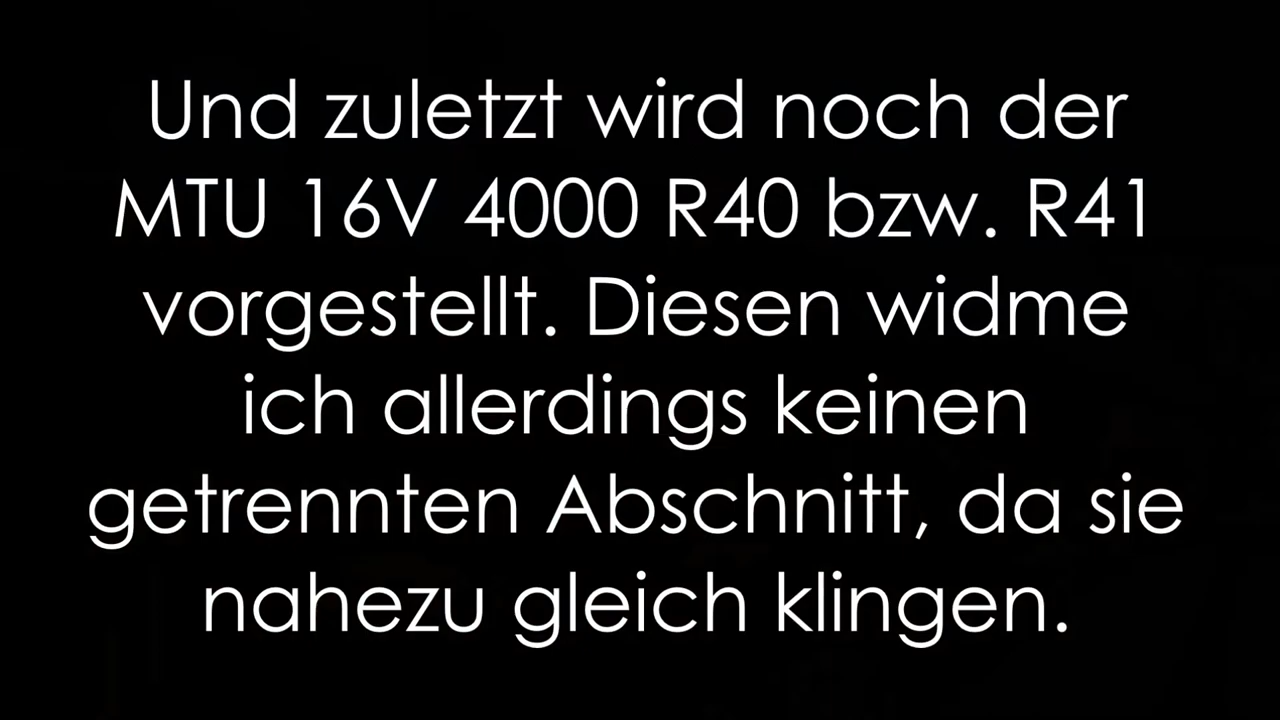 Und zuletzt wird noch der
MTU 16V 4000 R40 bzw. R41
vorgestellt. Diesen widme
ich allerdings keinen
getrennten Abschnitt, da sie
nahezu gleich klingen.